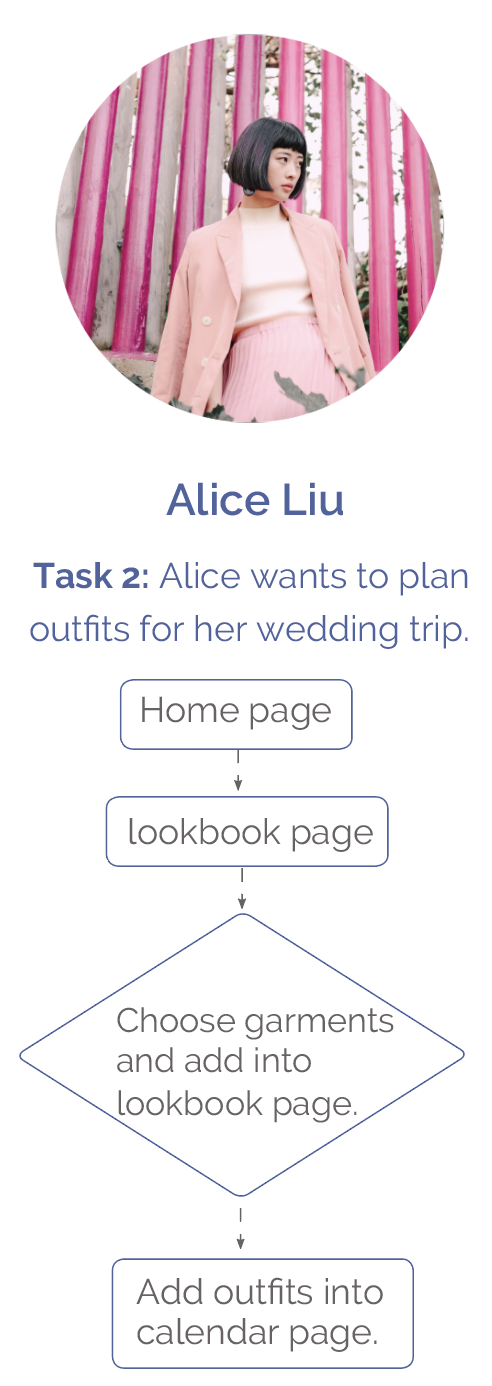 Alice Liu
Task 2: Alice wants to plan
outfits for her wedding trip.
Home page
lookbook page
Choose garments
and add into
lookbook page.
Add outfits into
calendar page.